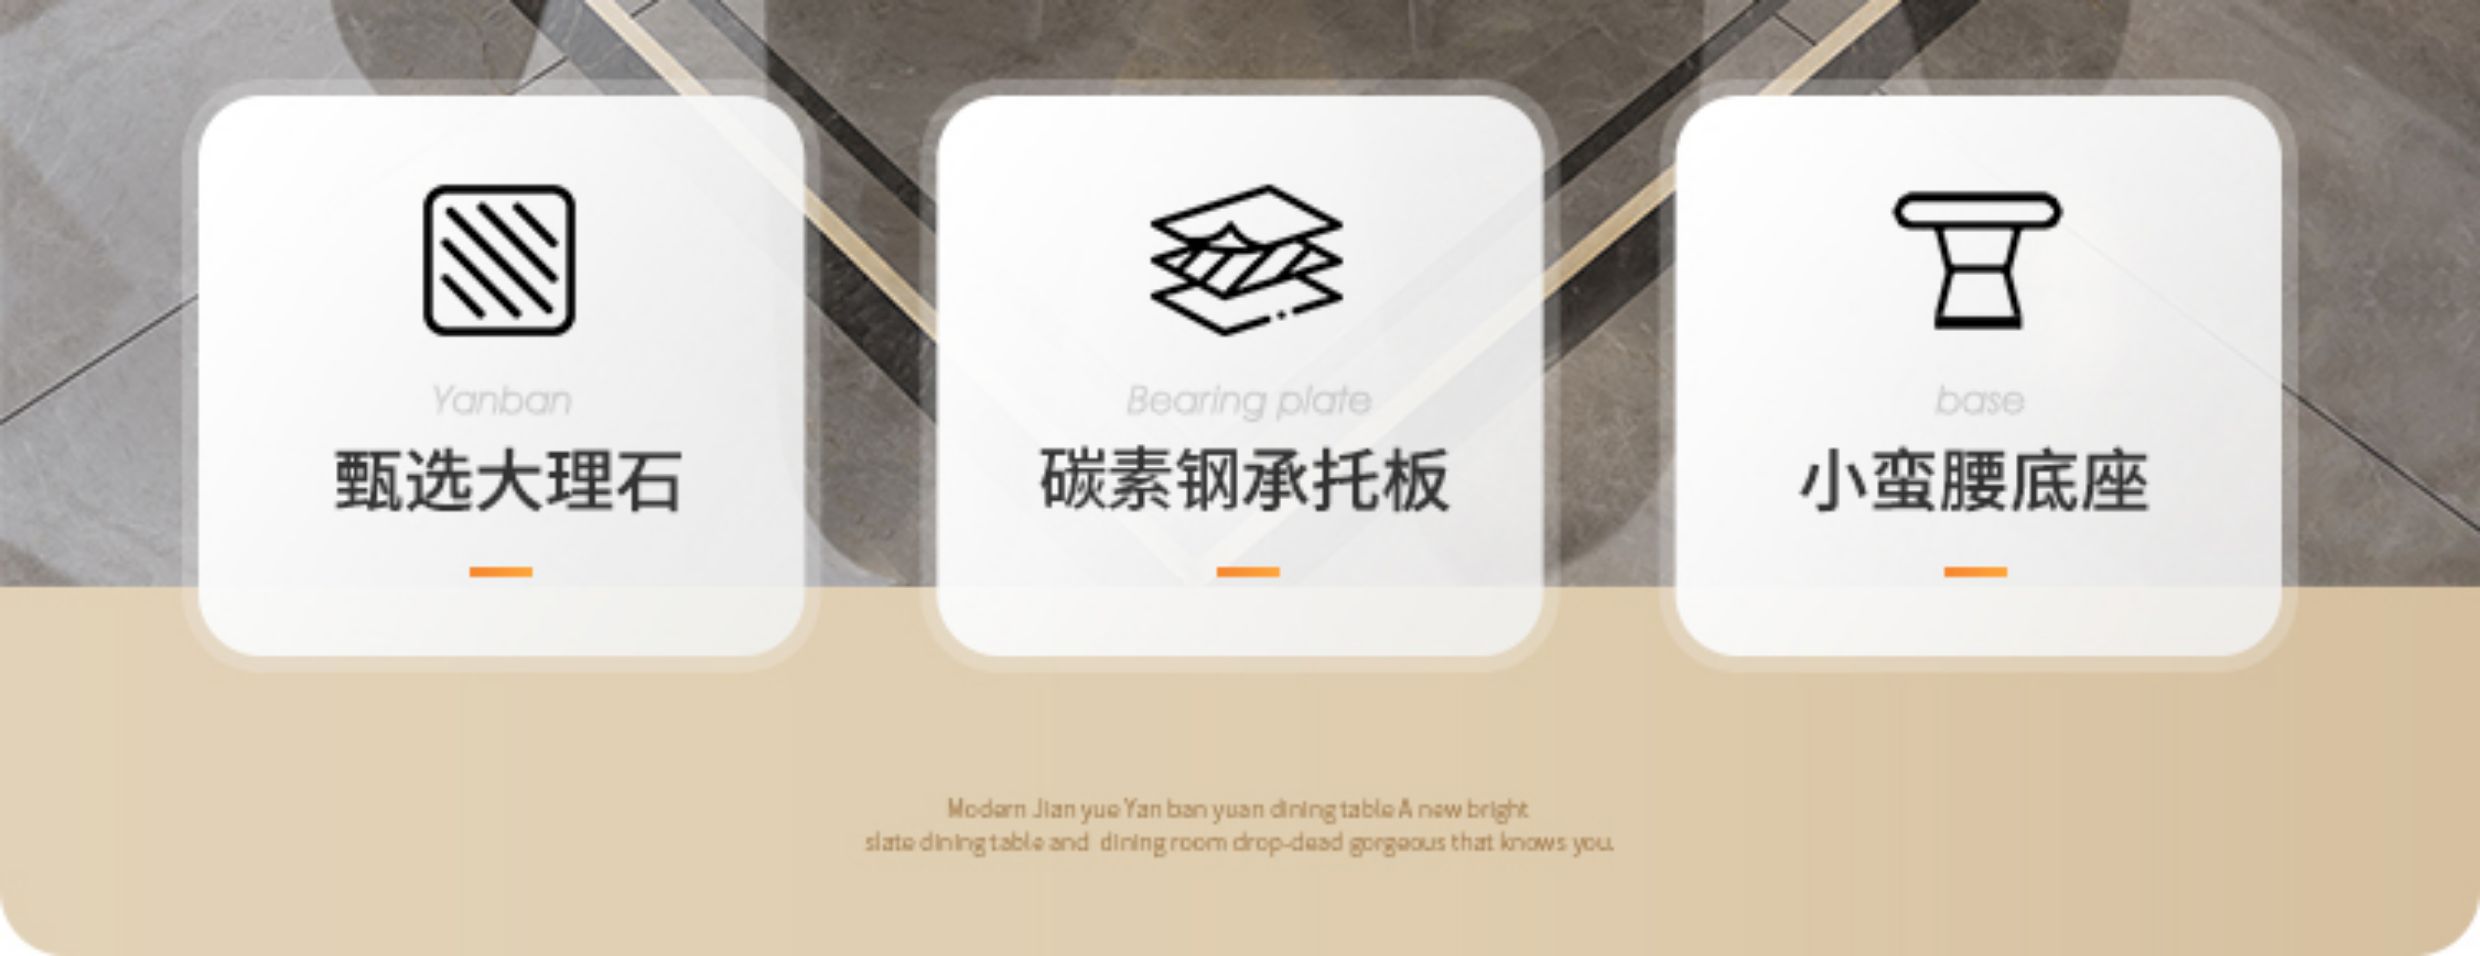 Yanban
甄选大理石
Bearing plate
碳素钢承托板
base
小蛮腰底座
Modern Jian yue Yan ban yuan dining table A new bright
slate dining table and dining room drop-dead gorgeous that knows you.